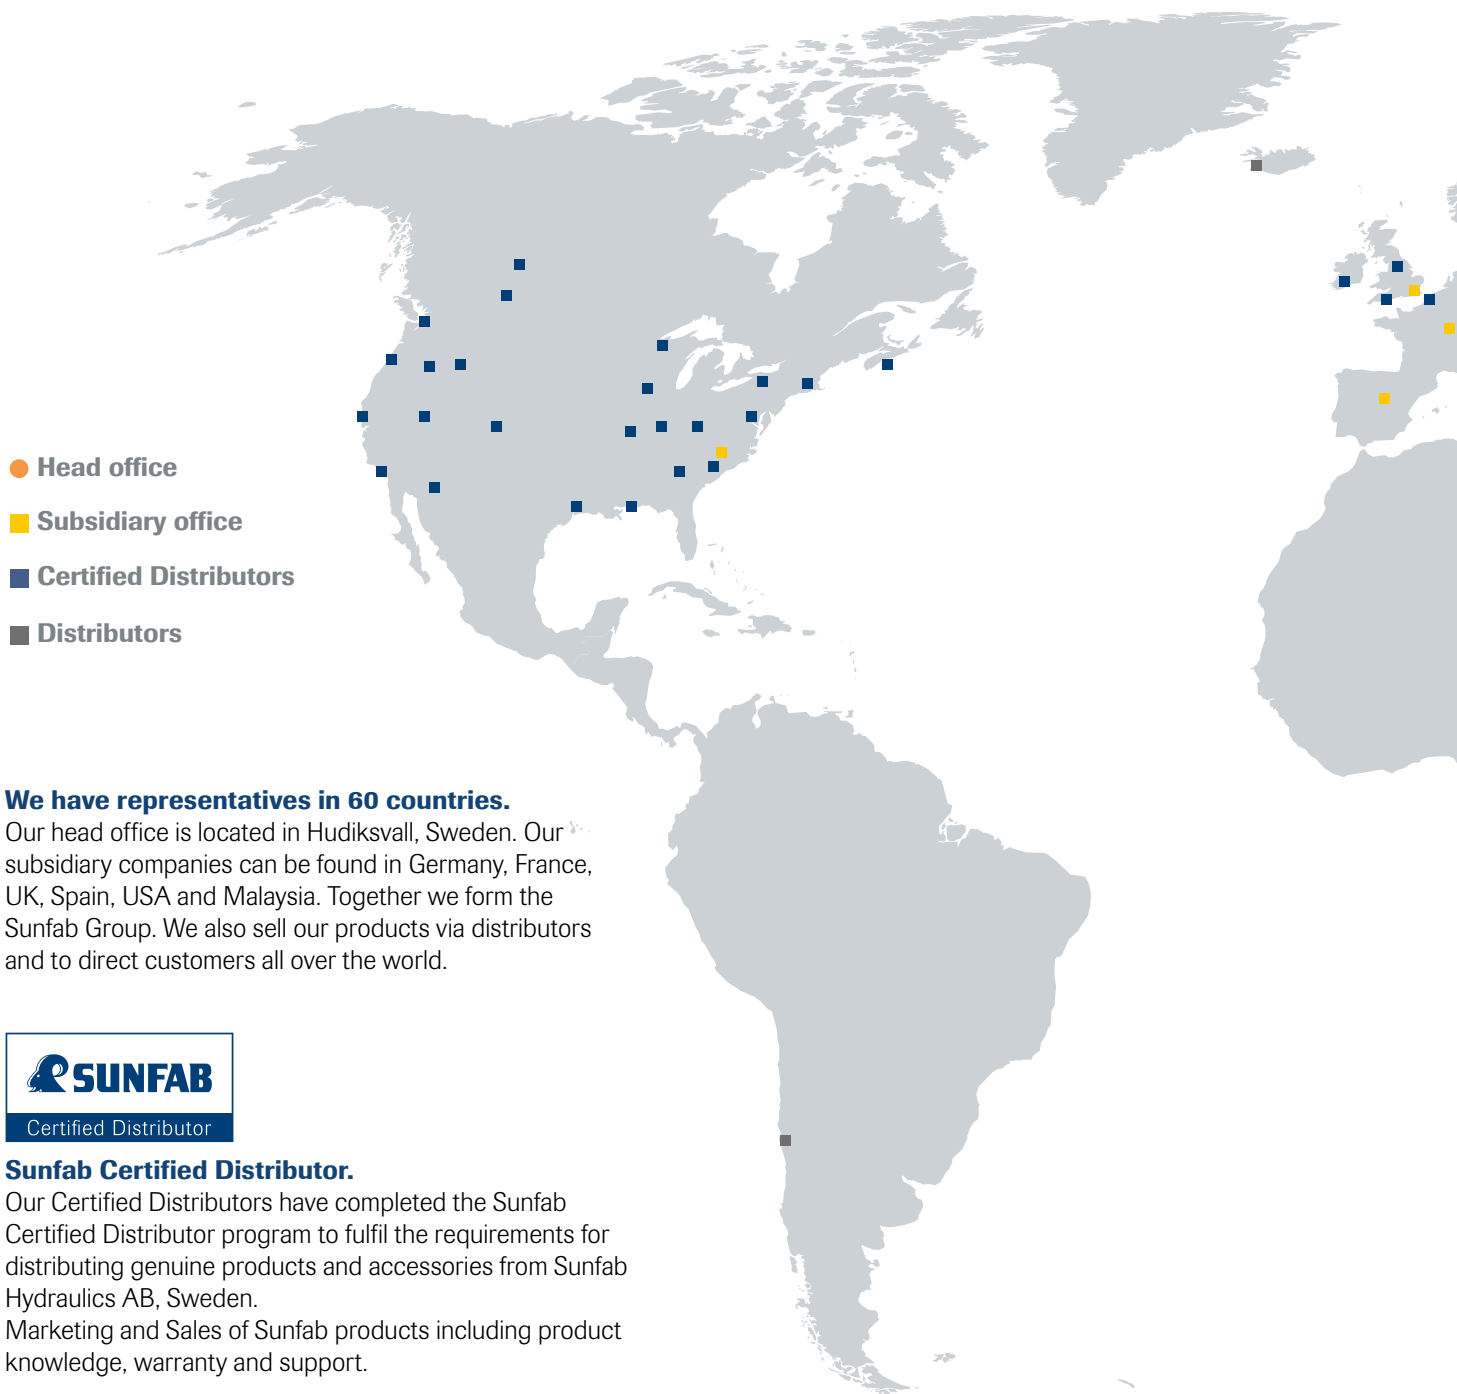 Head office
Subsidiary office
Certified Distributors
Distributors
We have representatives in 60 countries.
Our head office is located in Hudiksvall, Sweden. Our
subsidiary companies can be found in Germany, France,
UK, Spain, USA and Malaysia. Together we form the
Sunfab Group. We also sell our products via distributors
and to direct customers all over the world.
SUNFAB
Certified Distributor
Sunfab Certified Distributor.
Our Certified Distributors have completed the Sunfab
Certified Distributor program to fulfil the requirements for
distributing genuine products and accessories from Sunfab
Hydraulics AB, Sweden.
Marketing and Sales of Sunfab products including product
knowledge, warranty and support.